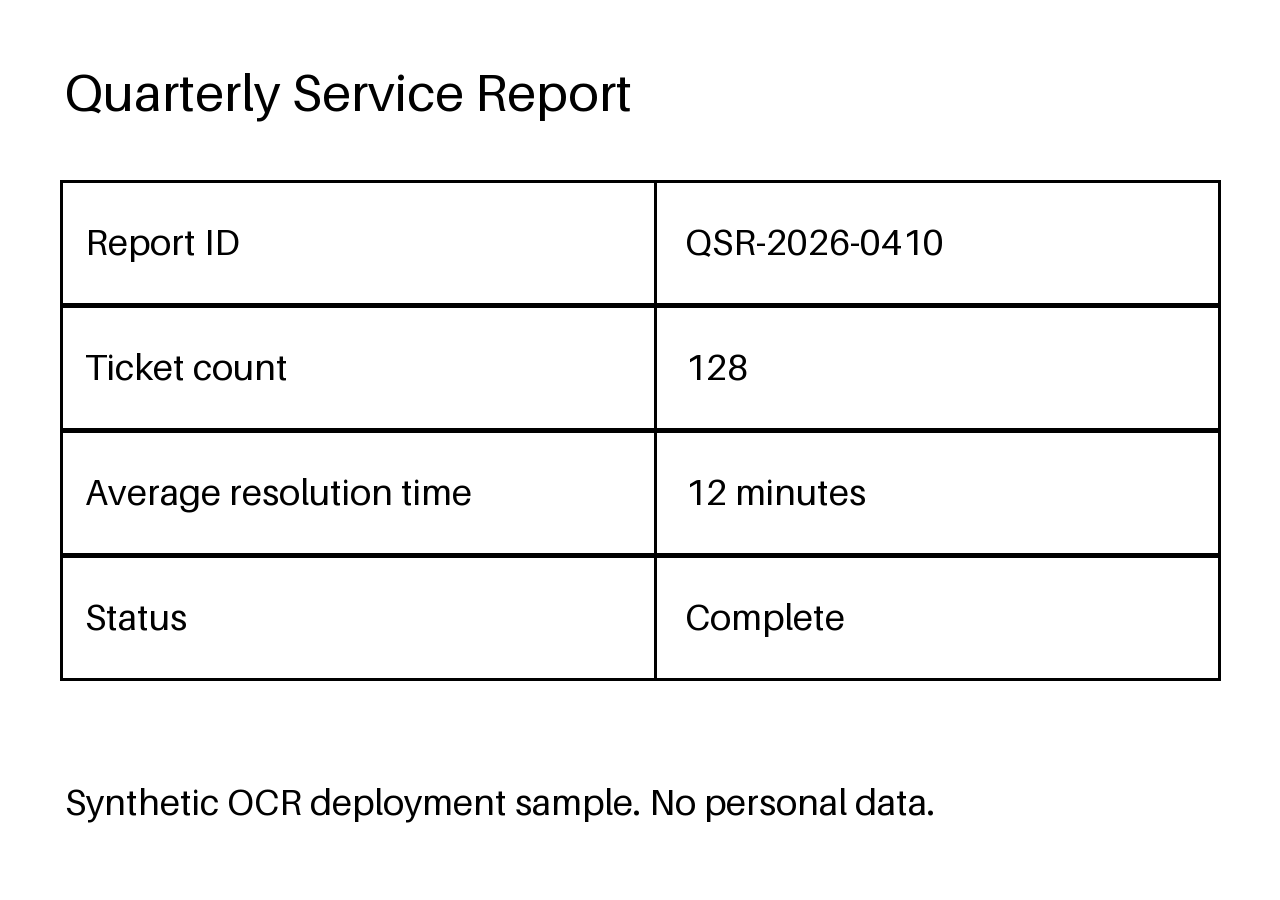 Quarterly Service Report
Report ID QSR-2026-0410
Ticket count 128
Average resolution time 12 minutes
Status Complete
Synthetic OCR deployment sample. No personal data.